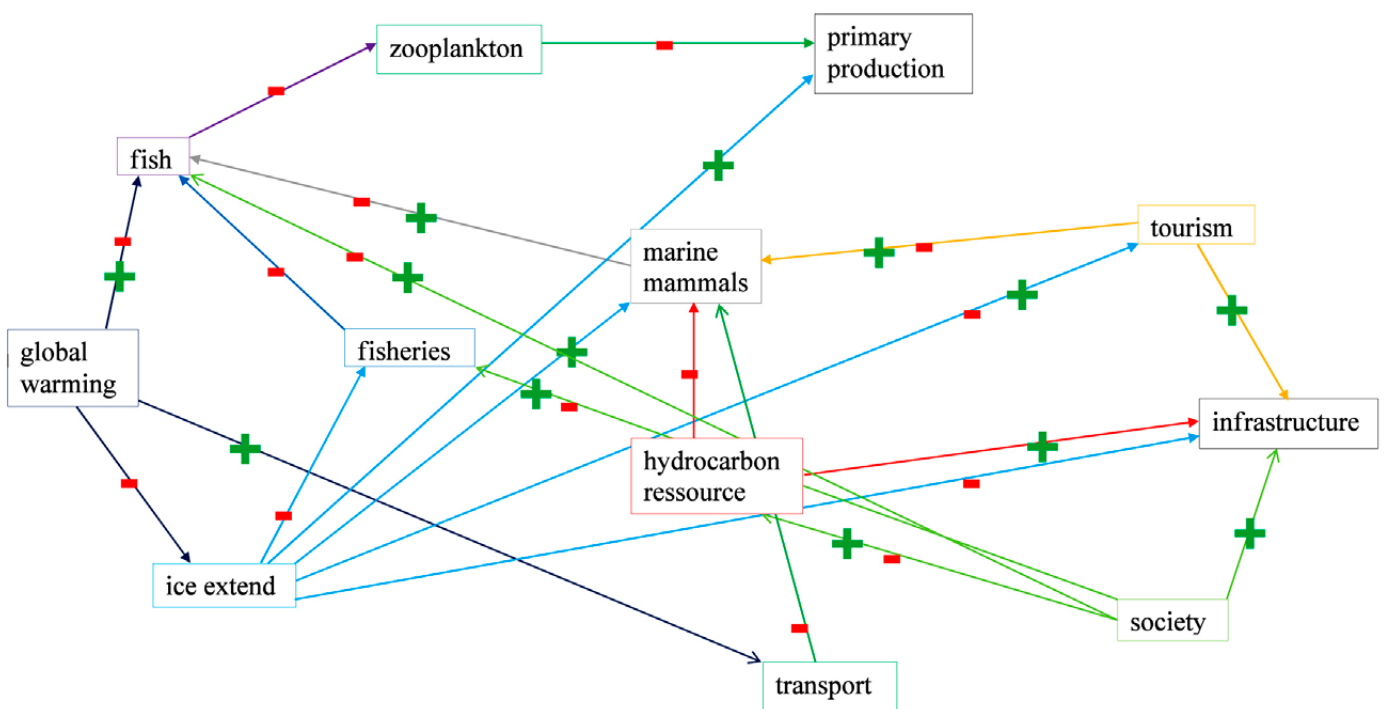 zooplankton
primary
production
fish
tourism
marine
mammals
global
warming
fisheries
infrastructure
hydrocarbon
ressource
ice extend
society
transport